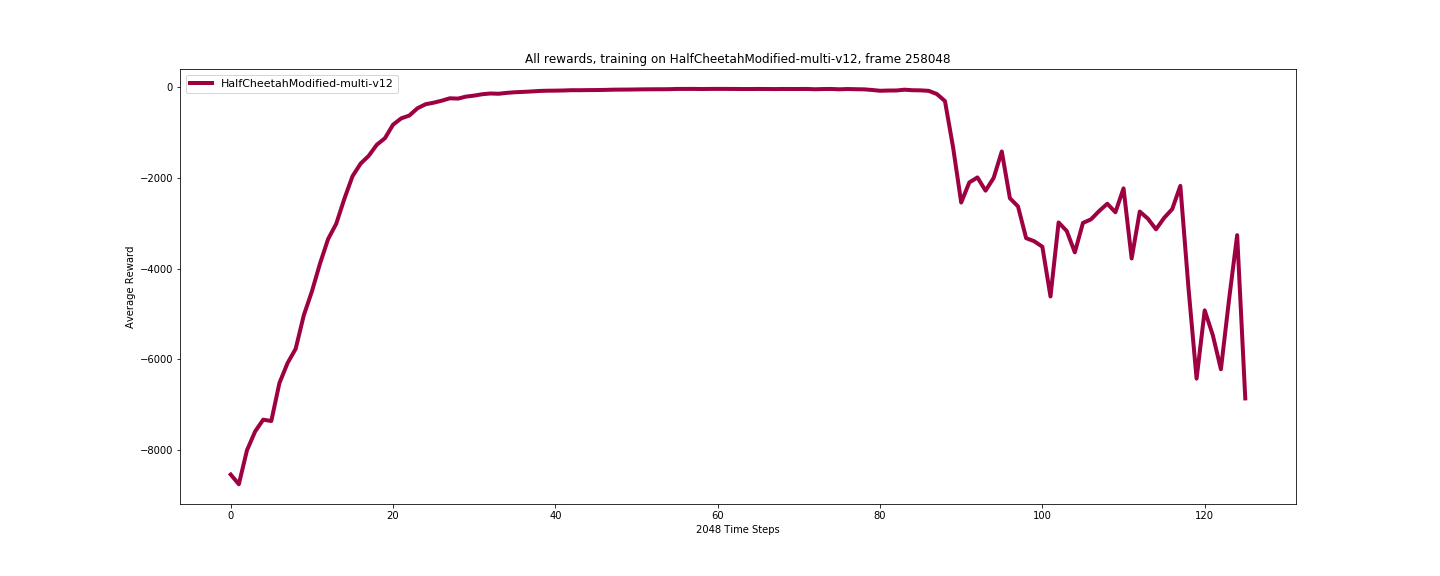 All rewards, training on HalfCheetahModified-multi-v12, frame 258048
HalfCheetahModified-multi-v12
0
−2000
−4000
−6000
−8000
Average Reward
0 20 40 60 80 100 120
2048 Time Steps